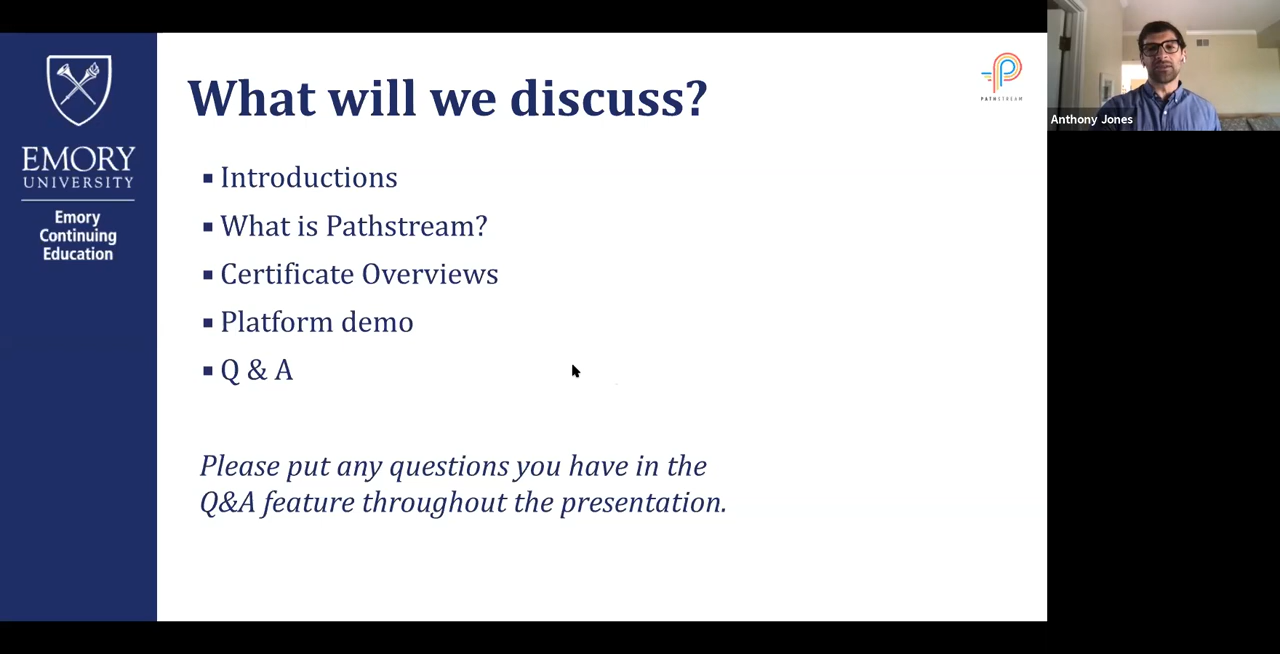 EMORY
UNIVERSITY
Emory
Continuing
Education
What will we discuss?
PATHSTREAM
▪ Introductions
▪ What is Pathstream?
▪ Certificate Overviews
▪ Platform demo
▪ Q & A
Please put any questions you have in the
Q&A feature throughout the presentation.
Anthony Jones